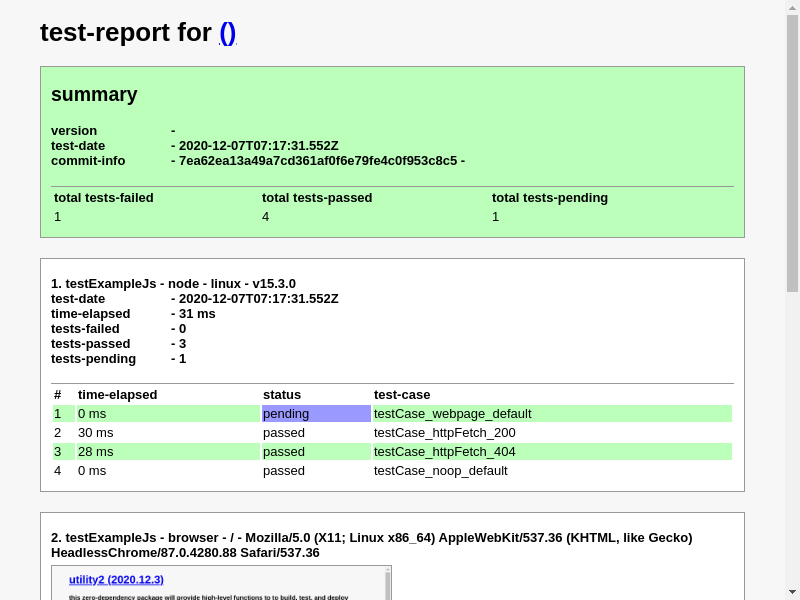 test-report for ()
summary
version -
test-date - 2020-12-07T07:17:31.552Z
commit-info - 7ea62ea13a49a7cd361af0f6e79fe4c0f953c8c5 -
total tests-failed total tests-passed total tests-pending
1 4 1
1. testExampleJs - node - linux - v15.3.0
test-date - 2020-12-07T07:17:31.552Z
time-elapsed - 31 ms
tests-failed - 0
tests-passed - 3
tests-pending - 1
# time-elapsed status test-case
1 0 ms pending testCase_webpage_default
2 30 ms passed testCase_httpFetch_200
3 28 ms passed testCase_httpFetch_404
4 0 ms passed testCase_noop_default
2. testExampleJs - browser - / - Mozilla/5.0 (X11; Linux x86_64) AppleWebKit/537.36 (KHTML, like Gecko)
HeadlessChrome/87.0.4280.88 Safari/537.36
utility2 (2020.12.3)
this zero-dependency package will provide high-level functions to to build, test, and deploy